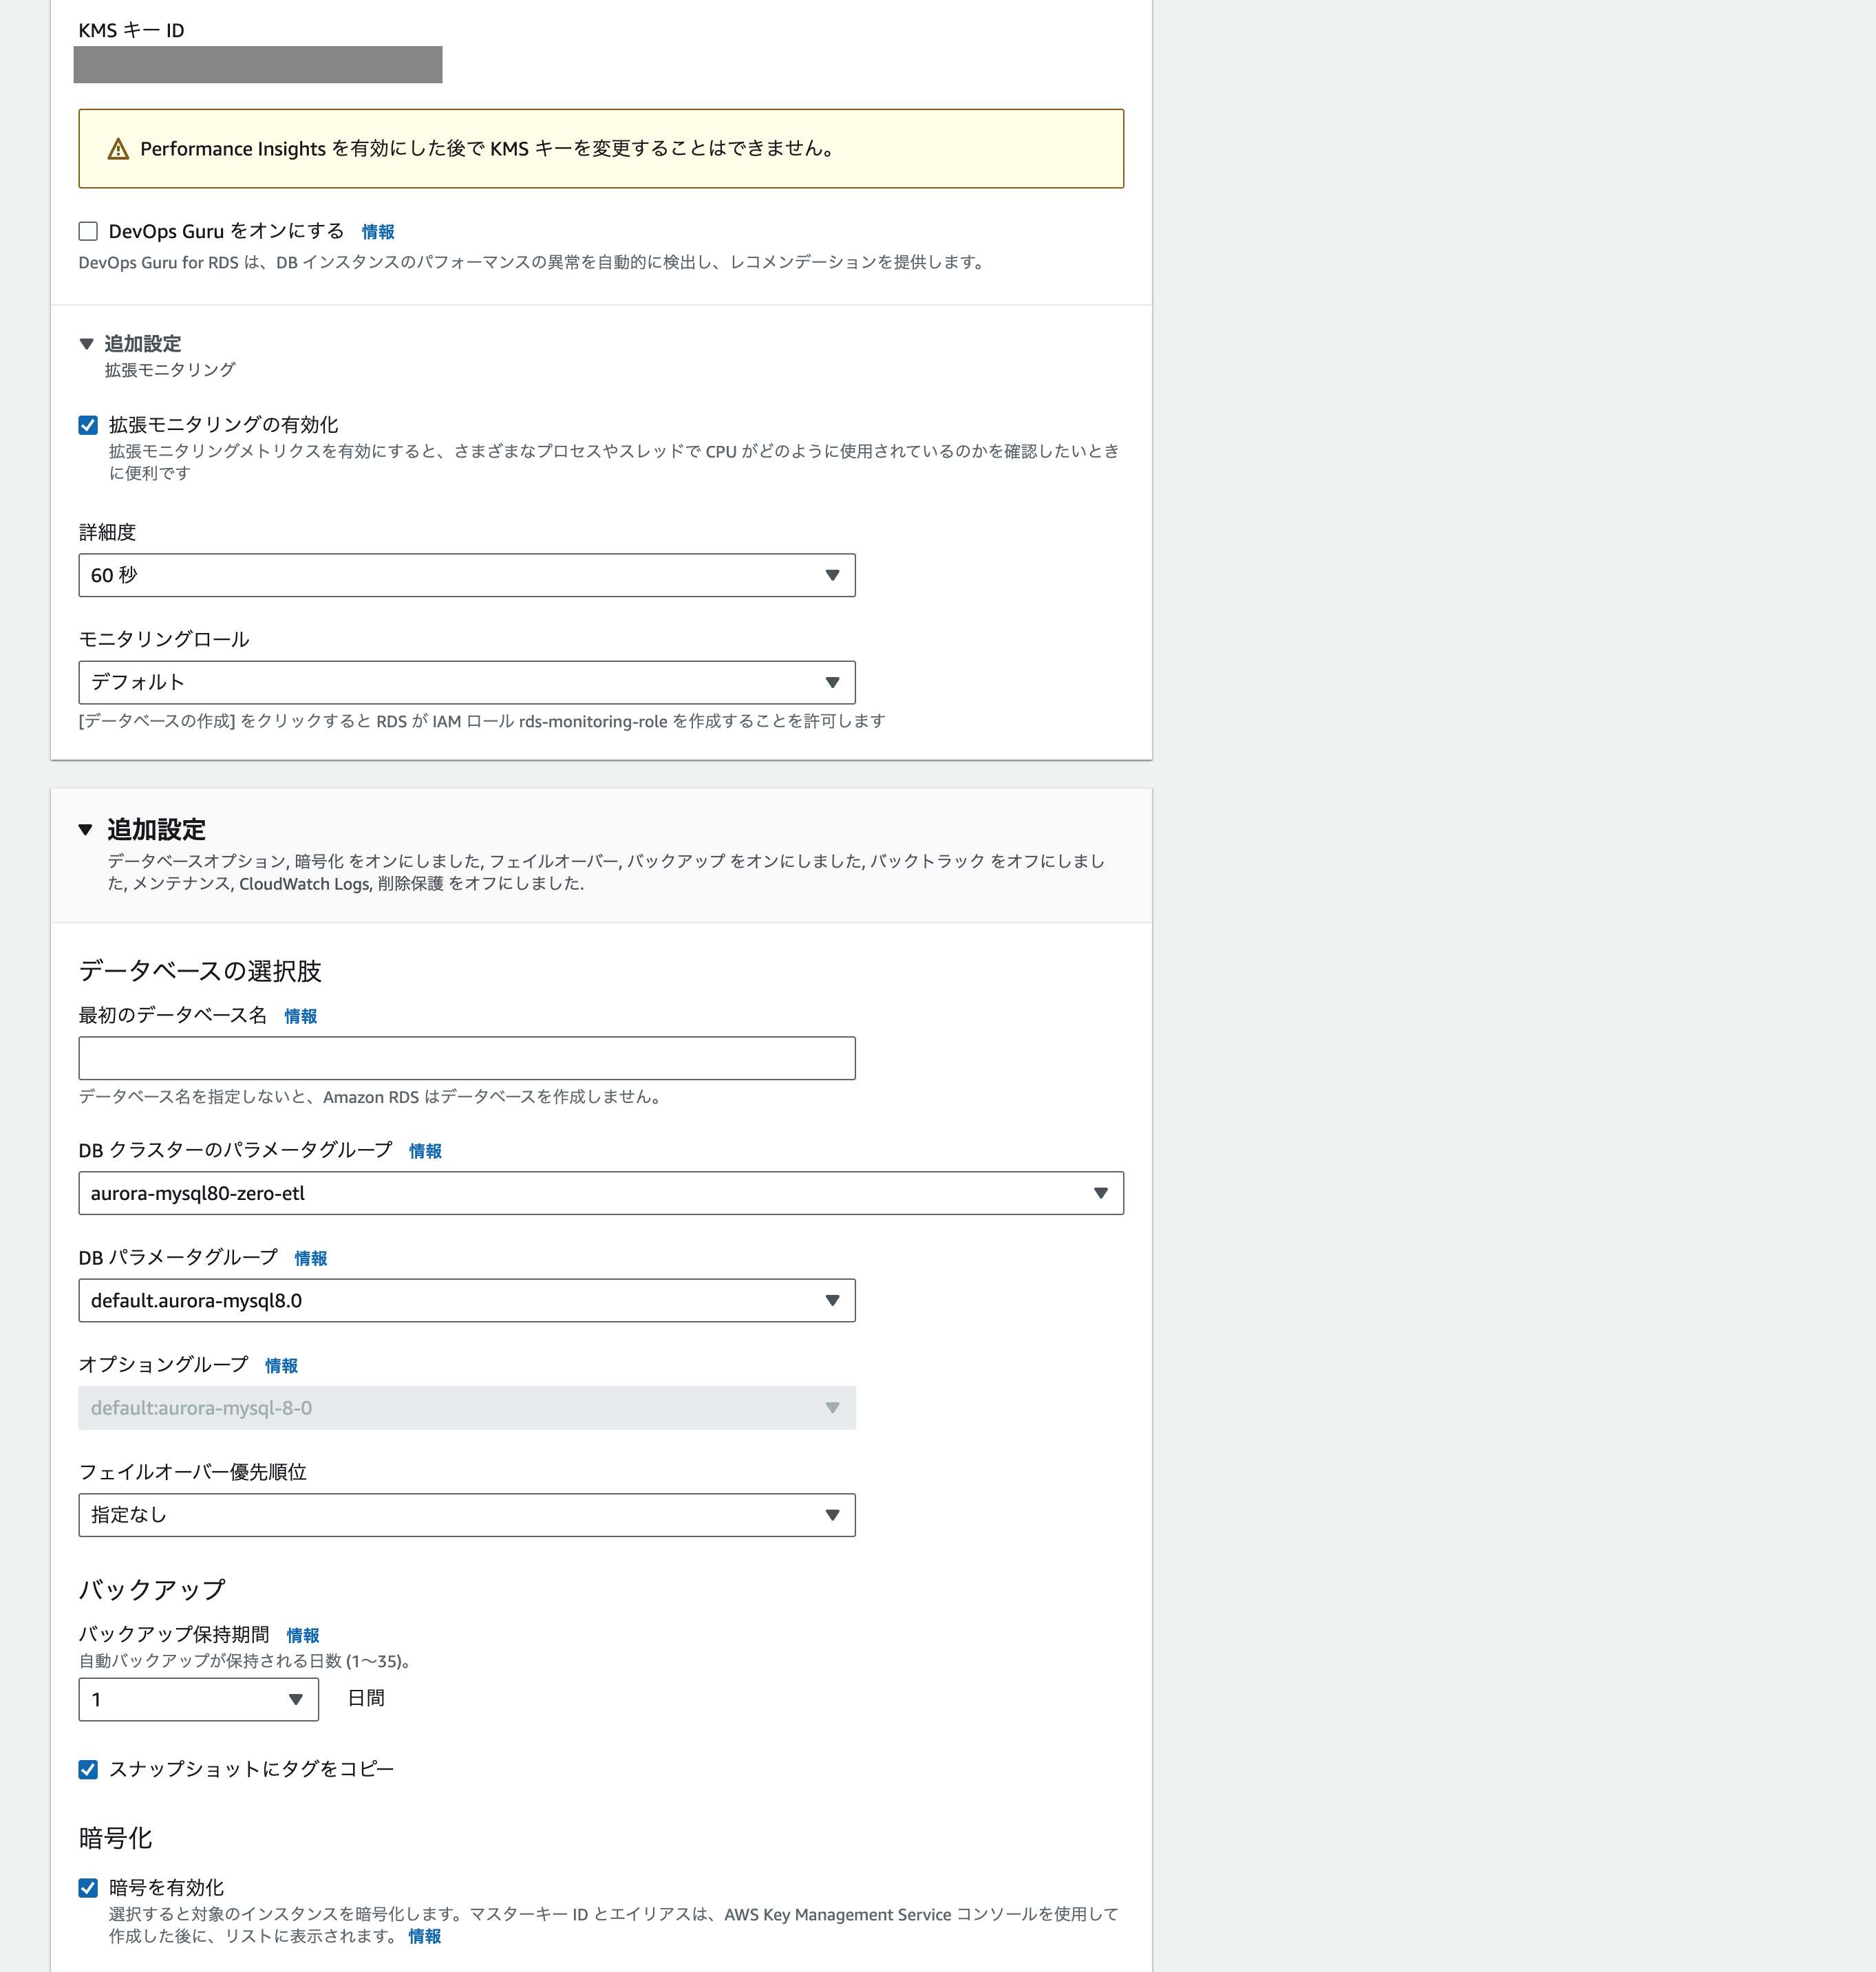 KMS キー ID
Performance Insights を有効にした後で KMS キーを変更することはできません。
DevOps Guru をオンにする 情報
DevOps Guru for RDS は、DB インスタンスのパフォーマンスの異常を自動的に検出し、レコメンデーションを提供します。
追加設定
拡張モニタリング
拡張モニタリングの有効化
拡張モニタリングメトリクスを有効にすると、さまざまなプロセスやスレッドで CPU がどのように使用されているのかを確認したいとき
に便利です
詳細度
60 秒
モニタリングロール
デフォルト
[データベースの作成] をクリックすると RDS が IAM ロール rds-monitoring-role を作成することを許可します
追加設定
データベースオプション, 暗号化 をオンにしました, フェイルオーバー, バックアップ をオンにしました, バックトラック をオフにしまし
た, メンテナンス, CloudWatch Logs, 削除保護 をオフにしました.
データベースの選択肢
最初のデータベース名 情報
データベース名を指定しないと、Amazon RDS はデータベースを作成しません。
DB クラスターのパラメータグループ 情報
aurora-mysql80-zero-etl
DB パラメータグループ 情報
default.aurora-mysql8.0
オプショングループ 情報
default:aurora-mysql-8-0
フェイルオーバー優先順位
指定なし
バックアップ
バックアップ保持期間 情報
自動バックアップが保持される日数 (1〜35)。
1 日間
スナップショットにタグをコピー
暗号化
暗号を有効化
選択すると対象のインスタンスを暗号化します。マスターキー ID とエイリアスは、AWS Key Management Service コンソールを使用して
作成した後に、リストに表示されます。 情報